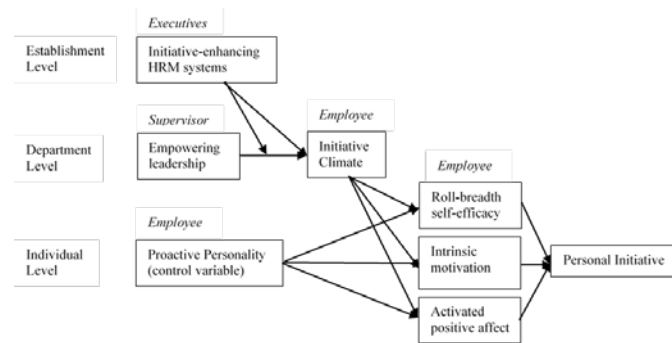 Executives
Establishment
Level
Initiative-enhancing
HRM systems
Supervisor
Employee
Department
Level
Empowering
leadership
Initiative
Climate
Employee
Roll-breadth
self-efficacy
Employee
Individual
Level
Proactive Personality
(control variable)
Intrinsic
motivation
Personal Initiative
Activated
positive affect